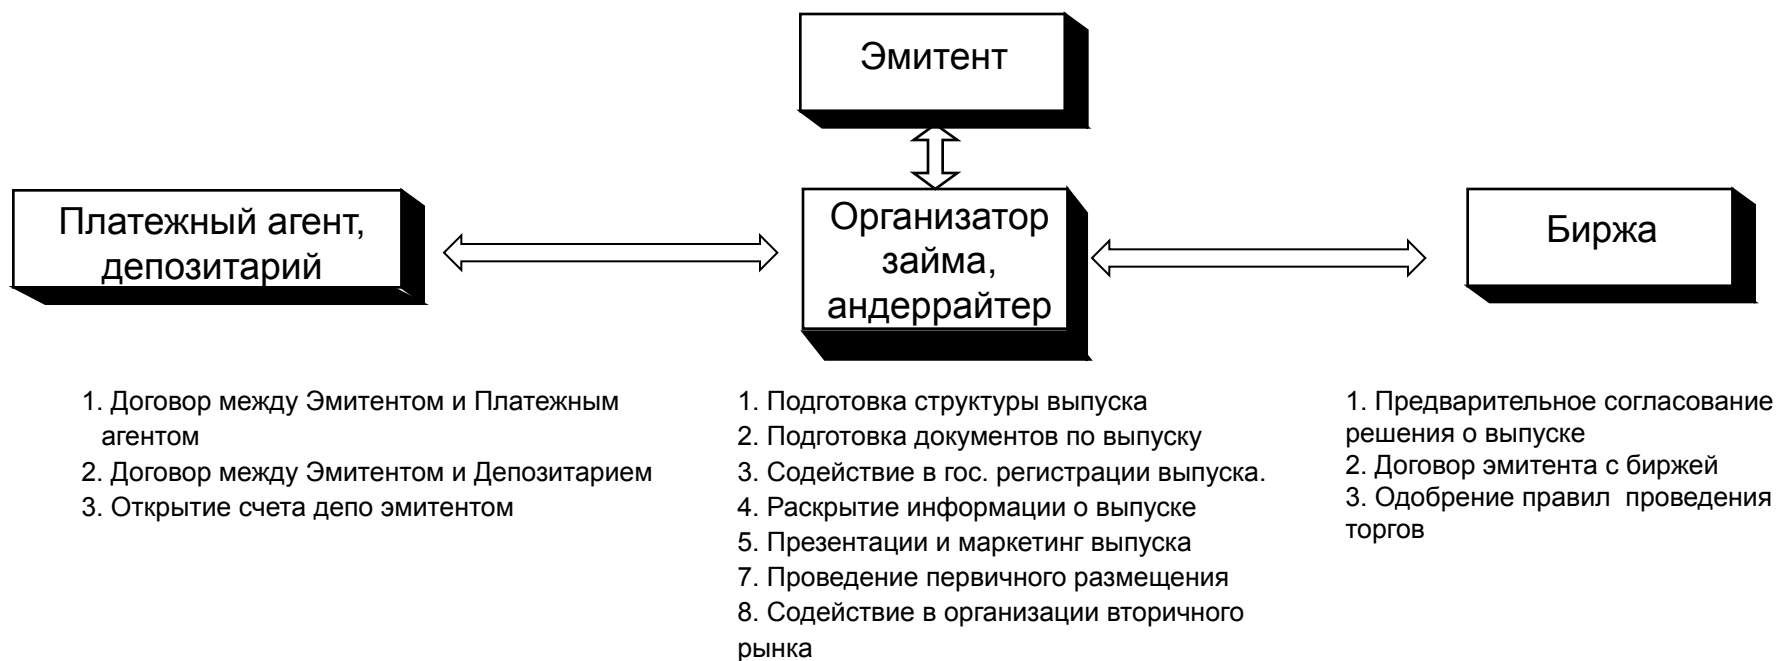 Эмитент
Платежный агент,
депозитарий
Организатор
займа,
андеррайтер
Биржа
1. Договор между Эмитентом и Платежным
агентом
2. Договор между Эмитентом и Депозитарием
3. Открытие счета депо эмитентом
1. Подготовка структуры выпуска
2. Подготовка документов по выпуску
3. Содействие в гос. регистрации выпуска.
4. Раскрытие информации о выпуске
5. Презентации и маркетинг выпуска
7. Проведение первичного размещения
8. Содействие в организации вторичного
рынка
1. Предварительное согласование
решения о выпуске
2. Договор эмитента с биржей
3. Одобрение правил  проведения
торгов